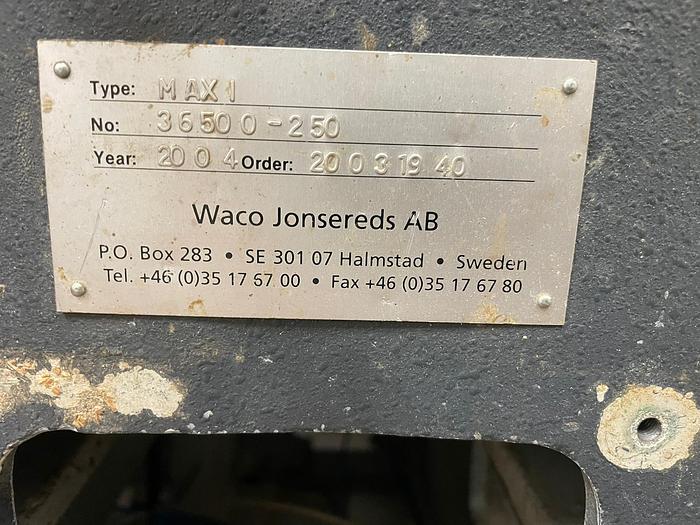 Type: MAX1
No: 36500-250
Year: 2004 Order: 20031940
Waco Jonsereds AB
P.O. Box 283 • SE 301 07 Halmstad • Sweden
Tel. +46 (0)35 17 67 00 • Fax +46 (0)35 17 67 80